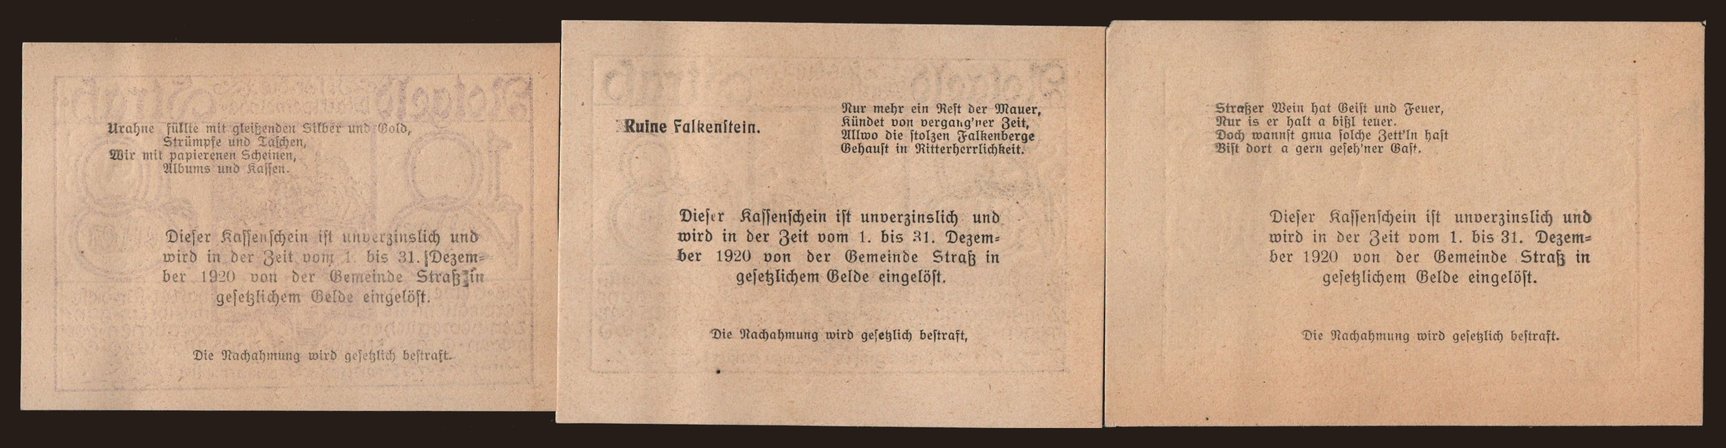 Urahne füllte mit gleißenden Silber und Gold,
Strümpfe und Taschen,
Wir mit papierenen Scheinen,
Albums und Kassen.
Dieser Kassenschein ist unverzinslich und
wird in der Zeit vom 1. bis 31. Dezem=
ber 1920 von der Gemeinde Straß in
gesetzlichem Gelde eingelöst.
Die Nachahmung wird gesetzlich bestraft.
Ruine Falkenstein.
Nur mehr ein Rest der Mauer,
Kündet von vergang'ner Zeit,
Allwo die stolzen Falkenberge
Gehaust in Ritterherrlichkeit.
Dieser Kassenschein ist unverzinslich und
wird in der Zeit vom 1. bis 31. Dezem=
ber 1920 von der Gemeinde Straß in
gesetzlichem Gelde eingelöst.
Die Nachahmung wird gesetzlich bestraft,
Straßer Wein hat Geist und Feuer,
Nur is er halt a bißl teuer.
Doch wannst gnua solche Zett'ln hast
Bist dort a gern geseh'ner Gast.
Dieser Kassenschein ist unverzinslich und
wird in der Zeit vom 1. bis 31. Dezem=
ber 1920 von der Gemeinde Straß in
gesetzlichem Gelde eingelöst.
Die Nachahmung wird gesetzlich bestraft.